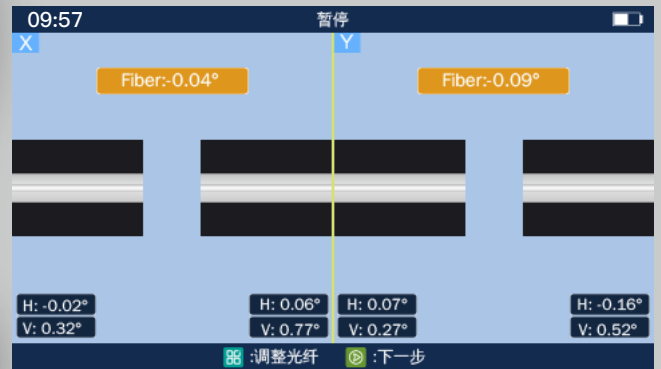 09:57 暂停
X Y
Fiber:-0.04° Fiber:-0.09°
H: -0.02° H: 0.06° H: 0.07° H: -0.16°
V: 0.32° V: 0.77° V: 0.27° V: 0.52°
:调整光纤 :下一步